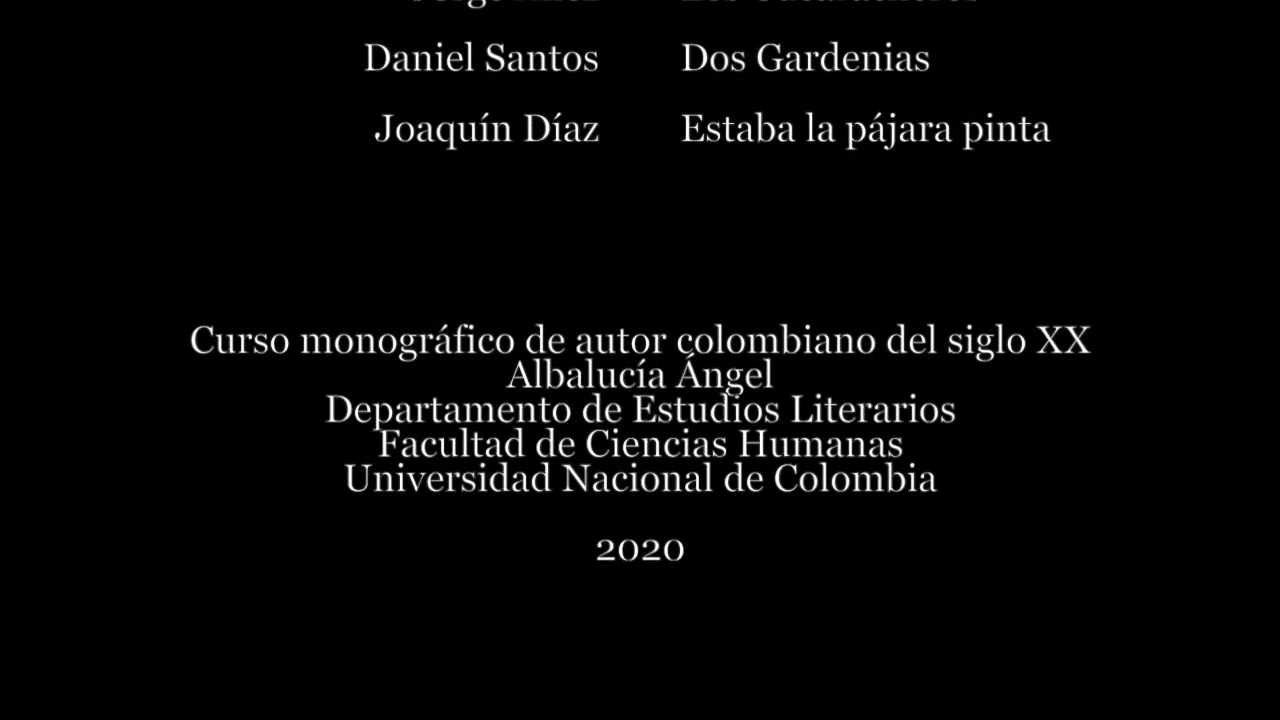 Daniel Santos Dos Gardenias
Joaquín Díaz Estaba la pájara pinta
Curso monográfico de autor colombiano del siglo XX
Albalucía Ángel
Departamento de Estudios Literarios
Facultad de Ciencias Humanas
Universidad Nacional de Colombia
2020